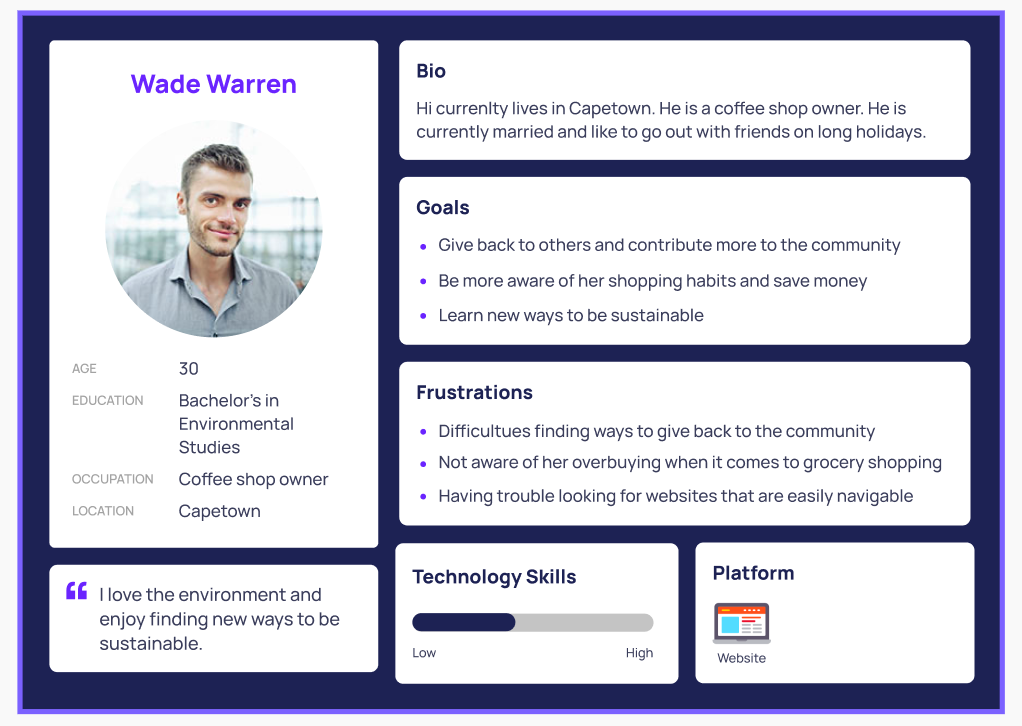 Wade Warren
AGE 30
EDUCATION Bachelor's in
Environmental
Studies
OCCUPATION Coffee shop owner
LOCATION Capetown
“ I love the environment and
enjoy finding new ways to be
sustainable.
Bio
Hi currenlty lives in Capetown. He is a coffee shop owner. He is
currently married and like to go out with friends on long holidays.
Goals
• Give back to others and contribute more to the community
• Be more aware of her shopping habits and save money
• Learn new ways to be sustainable
Frustrations
• Difficultues finding ways to give back to the community
• Not aware of her overbuying when it comes to grocery shopping
• Having trouble looking for websites that are easily navigable
Technology Skills
Low High
Platform
Website